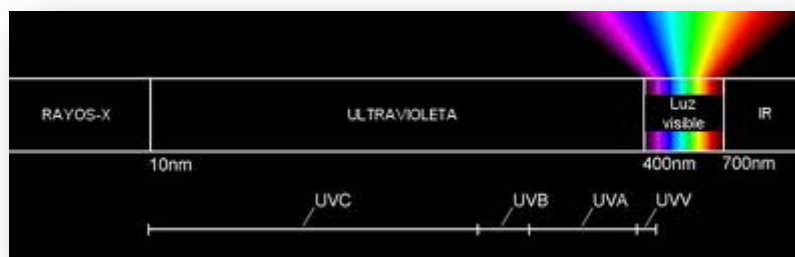 RAYOS-X
ULTRAVIOLETA
Luz
visible
IR
10nm
400nm
700nm
UVC
UVB
UVA
UVV